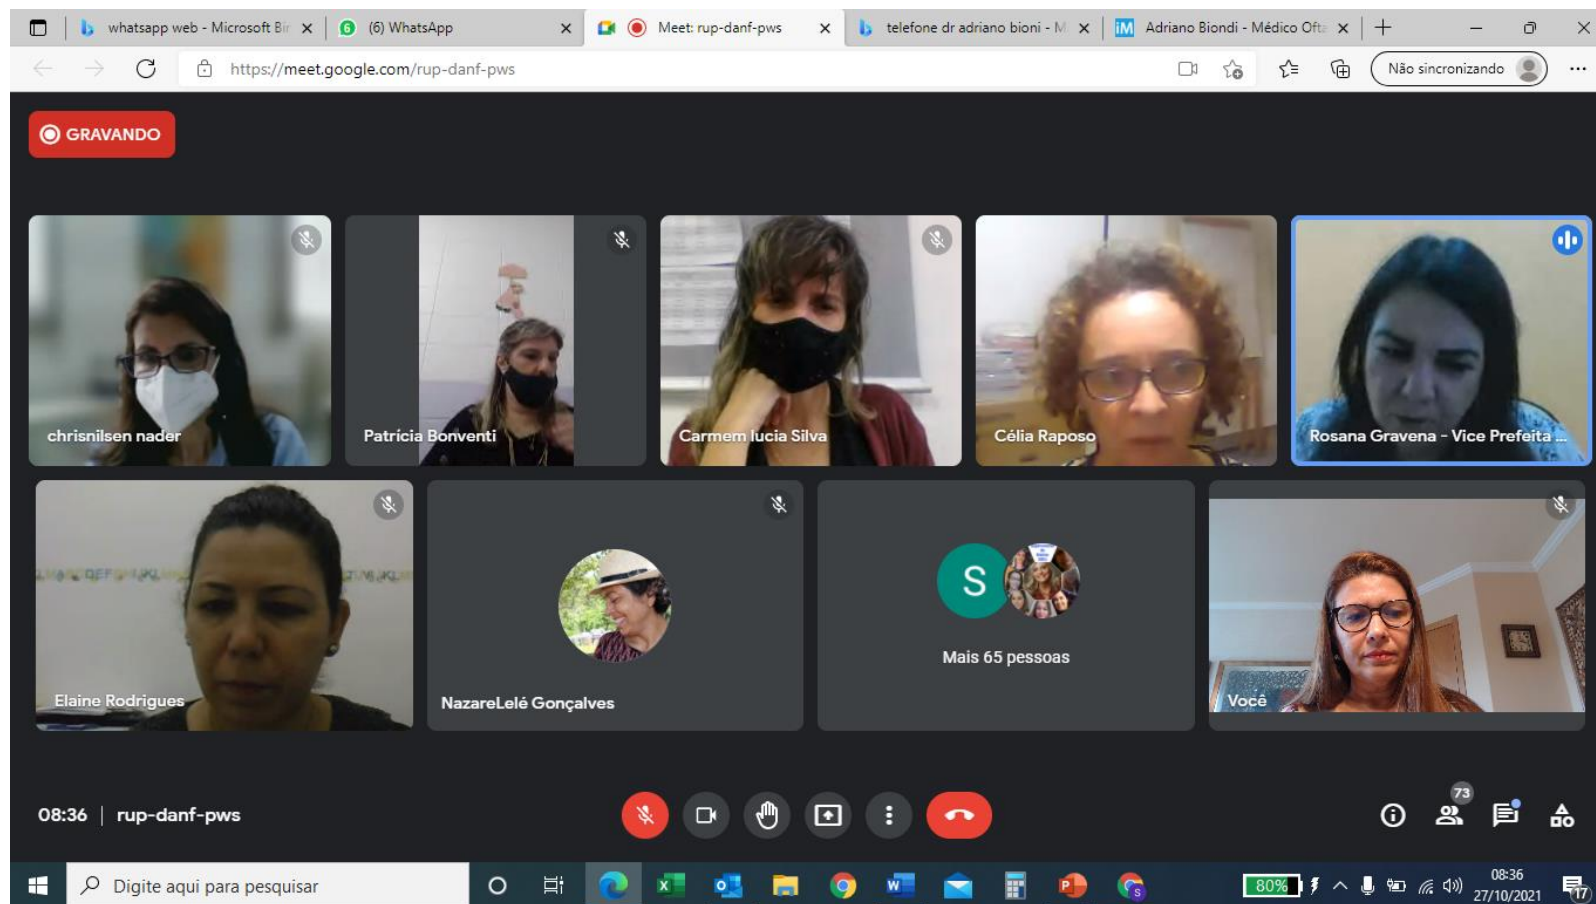 whatsapp web - Microsoft Bir
6
(6) WhatsApp
Meet: rup-danf-pws
telefone dr adriano bioni - M
iM
Adriano Biondi - Médico Ofta
https://meet.google.com/rup-danf-pws
Não sincronizando
GRAVANDO
chrisnilsen nader
Patrícia Bonventi
Carmem lucia Silva
Célia Raposo
Rosana Gravena - Vice Prefeita ...
Elaine Rodrigues
NazareLelé Gonçalves
S
Mais 65 pessoas
Você
08:36 | rup-danf-pws
73
Digite aqui para pesquisar
80%
08:36
27/10/2021
17